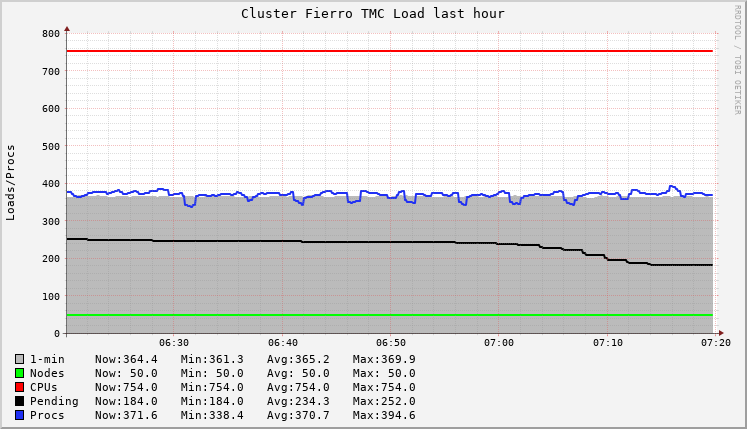 Cluster Fierro TMC Load last hour
RRDTOOL / TOBI OETIKER
Loads/Procs
800
700
600
500
400
300
200
100
0
06:30 06:40 06:50 07:00 07:10 07:20
1-min Now:364.4 Min:361.3 Avg:365.2 Max:369.9
Nodes Now: 50.0 Min: 50.0 Avg: 50.0 Max: 50.0
CPUs Now:754.0 Min:754.0 Avg:754.0 Max:754.0
Pending Now:184.0 Min:184.0 Avg:234.3 Max:252.0
Procs Now:371.6 Min:338.4 Avg:370.7 Max:394.6